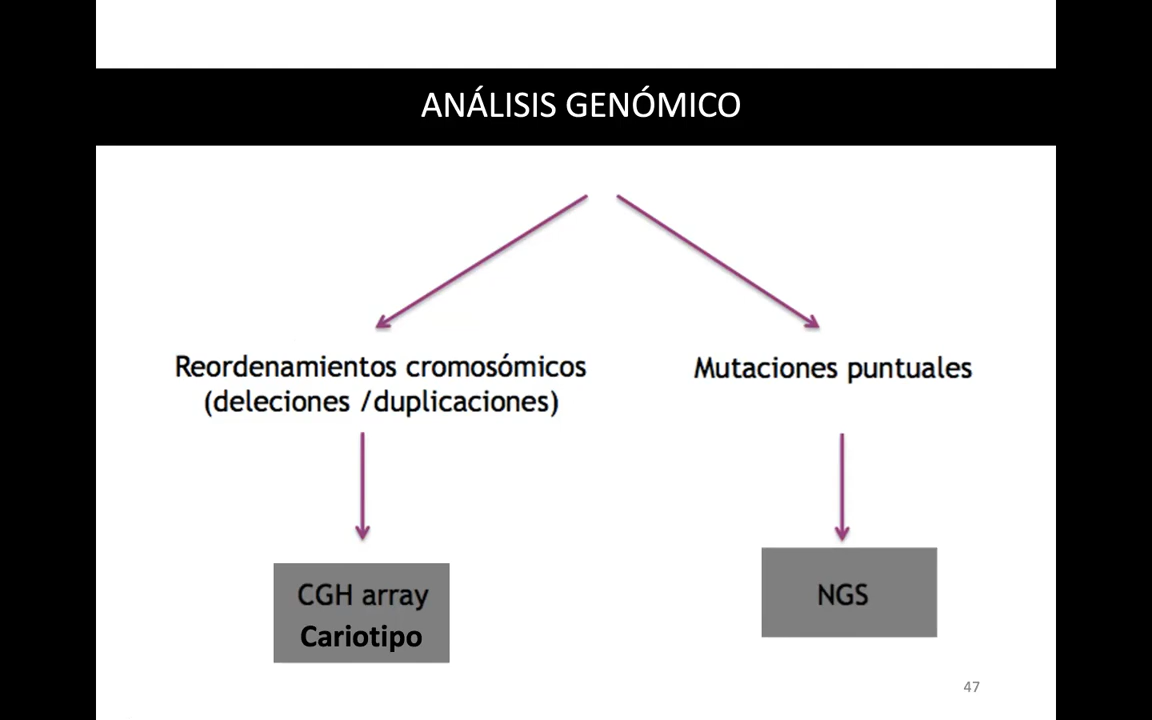 ANÁLISIS GENÓMICO
Reordenamientos cromosómicos
(deleciones /duplicaciones)
Mutaciones puntuales
CGH array
Cariotipo
NGS
47